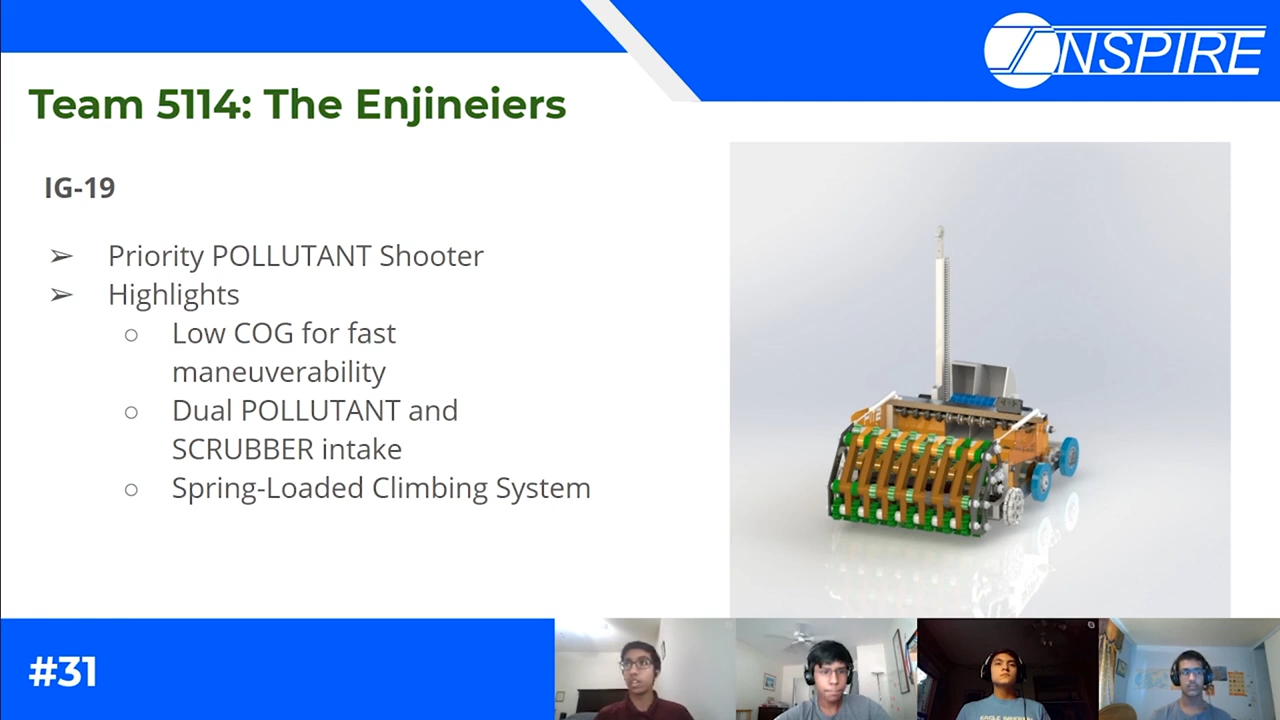 INSPIRE
Team 5114: The Enjineiers
IG-19
➢ Priority POLLUTANT Shooter
➢ Highlights
○ Low COG for fast
maneuverability
○ Dual POLLUTANT and
SCRUBBER intake
○ Spring-Loaded Climbing System
#31